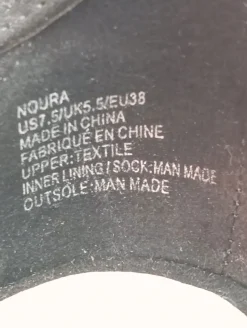 NOURA
US7.5/UK5.5/EU38
MADE IN CHINA
FABRIQUÉ EN CHINE
UPPER:TEXTILE
INNER LINING/SOCK:MAN MADE
OUTSOLE:MAN MADE